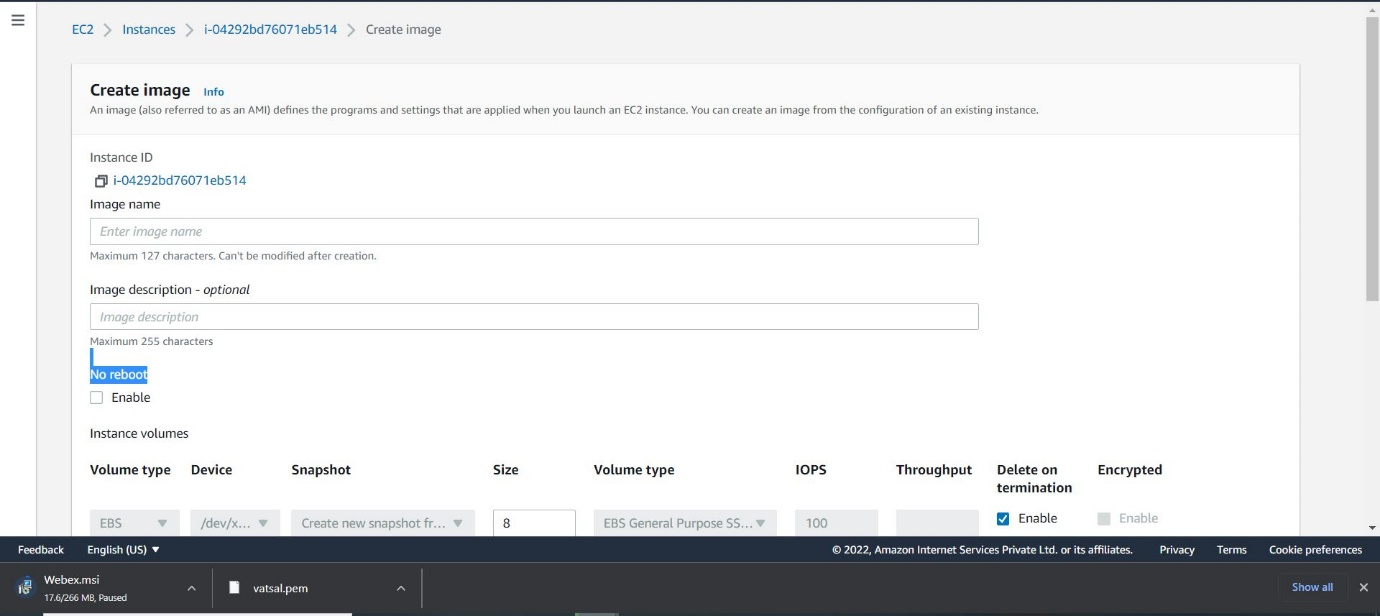 EC2 Instances i-04292bd76071eb514 Create image
Create image Info
An image (also referred to as an AMI) defines the programs and settings that are applied when you launch an EC2 instance. You can create an image from the configuration of an existing instance.
Instance ID
i-04292bd76071eb514
Image name
Enter image name
Maximum 127 characters. Can't be modified after creation.
Image description - optional
Image description
Maximum 255 characters
No reboot
Enable
Instance volumes
Volume type Device Snapshot Size Volume type IOPS Throughput Delete on termination Encrypted
EBS /dev/x... Create new snapshot fr... 8 EBS General Purpose SS... 100 Enable Enable
Feedback English (US) © 2022, Amazon Internet Services Private Ltd. or its affiliates. Privacy Terms Cookie preferences
Webex.msi
17.6/266 MB, Paused
vatsal.pem
Show all